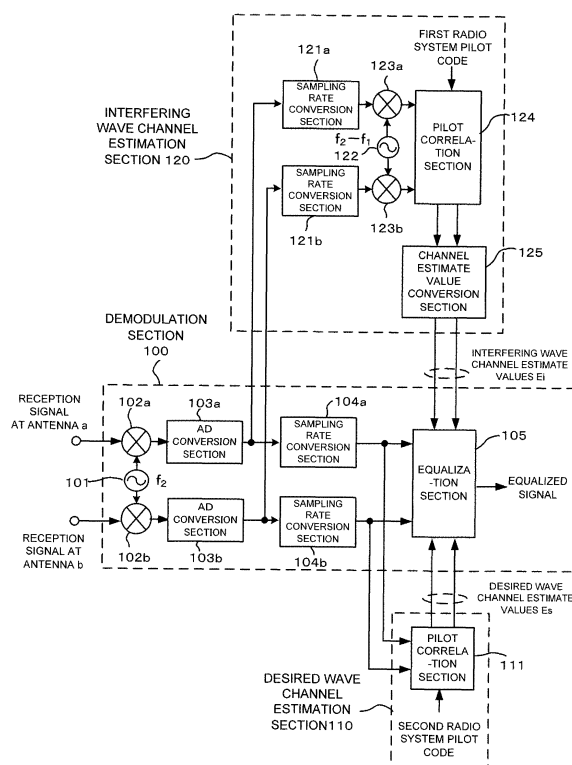 FIRST RADIO
SYSTEM PILOT
CODE
121a
123a
SAMPLING
RATE
CONVERSION
SECTION
INTERFERING
WAVE CHANNEL
ESTIMATION
SECTION 120
f2−f1
122
PILOT
CORRELA-
TION
SECTION
124
SAMPLING
RATE
CONVERSION
SECTION
121b
123b
CHANNEL
ESTIMATE
VALUE
CONVERSION
SECTION
125
DEMODULATION
SECTION
100
INTERFERING WAVE
CHANNEL ESTIMATE
VALUES Ei
RECEPTION
SIGNAL
AT ANTENNA a
102a
103a
AD
CONVERSION
SECTION
104a
SAMPLING
RATE
CONVERSION
SECTION
105
EQUALIZA-
-TION
SECTION
EQUALIZED
SIGNAL
101
f2
AD
CONVERSION
SECTION
SAMPLING
RATE
CONVERSION
SECTION
RECEPTION
SIGNAL AT
ANTENNA b
102b
103b
104b
DESIRED WAVE
CHANNEL ESTIMATE
VALUES Es
PILOT
CORRELA
-TION
SECTION
111
DESIRED WAVE
CHANNEL
ESTIMATION
SECTION110
SECOND RADIO
SYSTEM PILOT
CODE